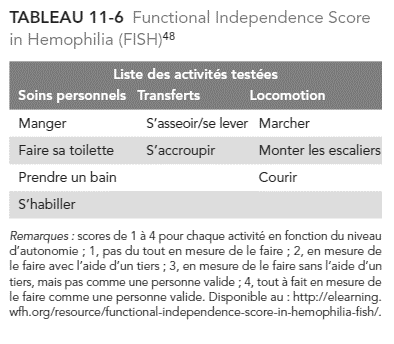 TABLEAU 11-6 Functional Independence Score
in Hemophilia (FISH)48
Liste des activités testées
Soins personnels Transferts Locomotion
Manger S’asseoir/se lever Marcher
Faire sa toilette S’accroupir Monter les escaliers
Prendre un bain Courir
S’habiller
Remarques : scores de 1 à 4 pour chaque activité en fonction du niveau
d’autonomie ; 1, pas du tout en mesure de le faire ; 2, en mesure de
le faire avec l’aide d’un tiers ; 3, en mesure de le faire sans l’aide d’un
tiers, mais pas comme une personne valide ; 4, tout à fait en mesure de
le faire comme une personne valide. Disponible au : http://elearning.
wfh.org/resource/functional-independence-score-in-hemophilia-fish/.